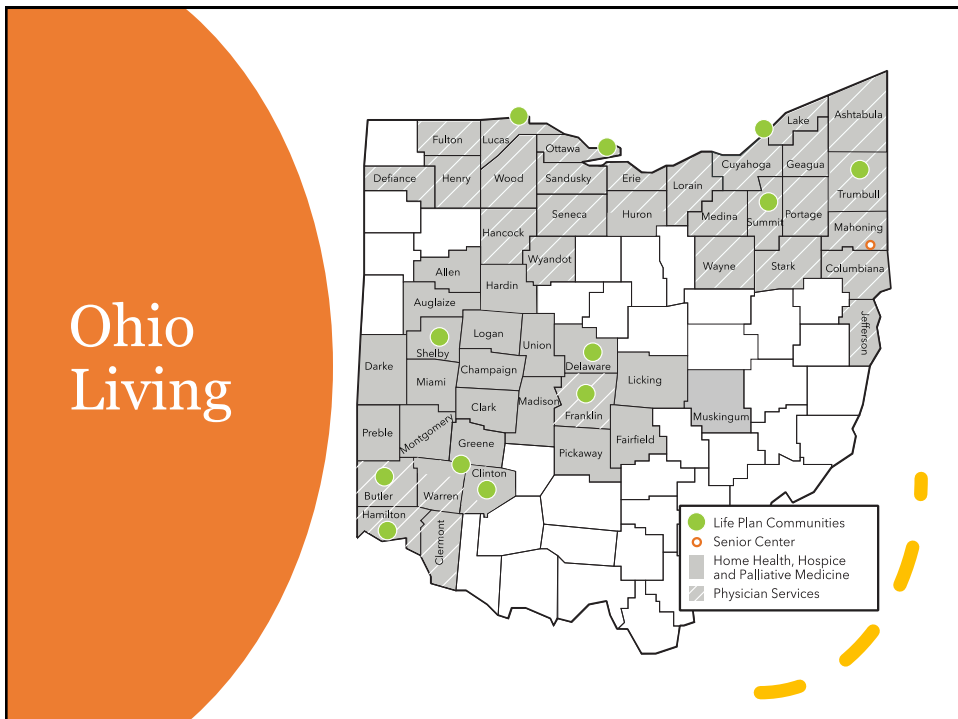 Ohio
Living
Lake
Ashtabula
Fulton
Lucas
Ottawa
Cuyahoga
Geagua
Defiance
Henry
Wood
Sandusky
Erie
Lorain
Trumbull
Seneca
Huron
Medina
Summit
Portage
Hancock
Mahoning
Wyandot
Wayne
Stark
Columbiana
Allen
Hardin
Auglaize
Jefferson
Logan
Union
Shelby
Delaware
Darke
Champaign
Miami
Licking
Madison
Clark
Franklin
Muskingum
Preble
Montgomery
Greene
Fairfield
Pickaway
Clinton
Butler
Warren
Hamilton
Clermont
Life Plan Communities
Senior Center
Home Health, Hospice
and Palliative Medicine
Physician Services